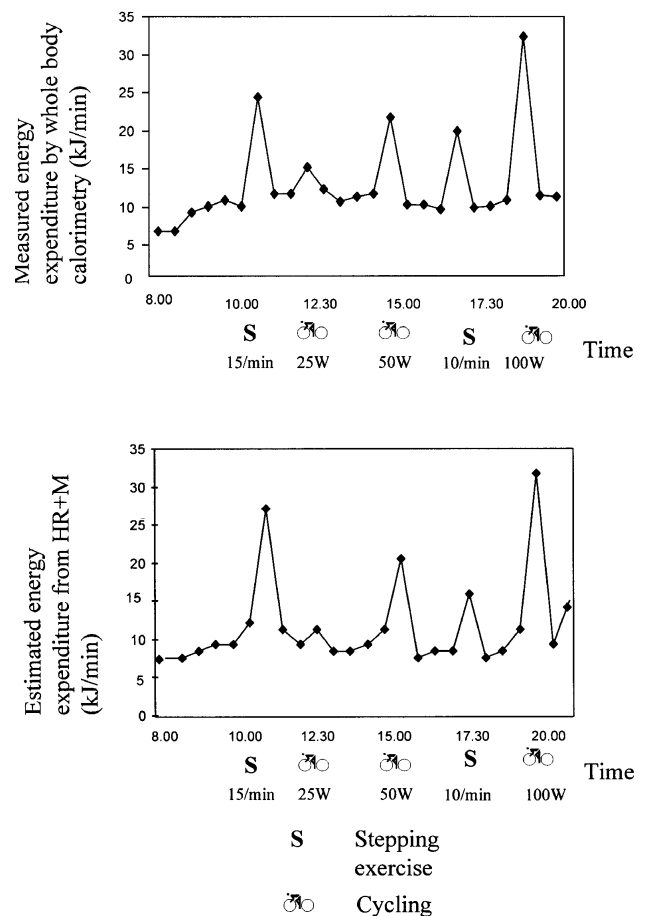 Measured energy
expenditure by whole body
calorimetry (kJ/min)
35
30
25
20
15
10
5
0
8.00 10.00 12.30 15.00 17.30 20.00
S S
15/min 25W 50W 10/min 100W
Time
Estimated energy
expenditure from HR+M
(kJ/min)
35
30
25
20
15
10
5
0
8.00 10.00 12.30 15.00 17.30 20.00
S S
15/min 25W 50W 10/min 100W
Time
S Stepping
exercise
Cycling